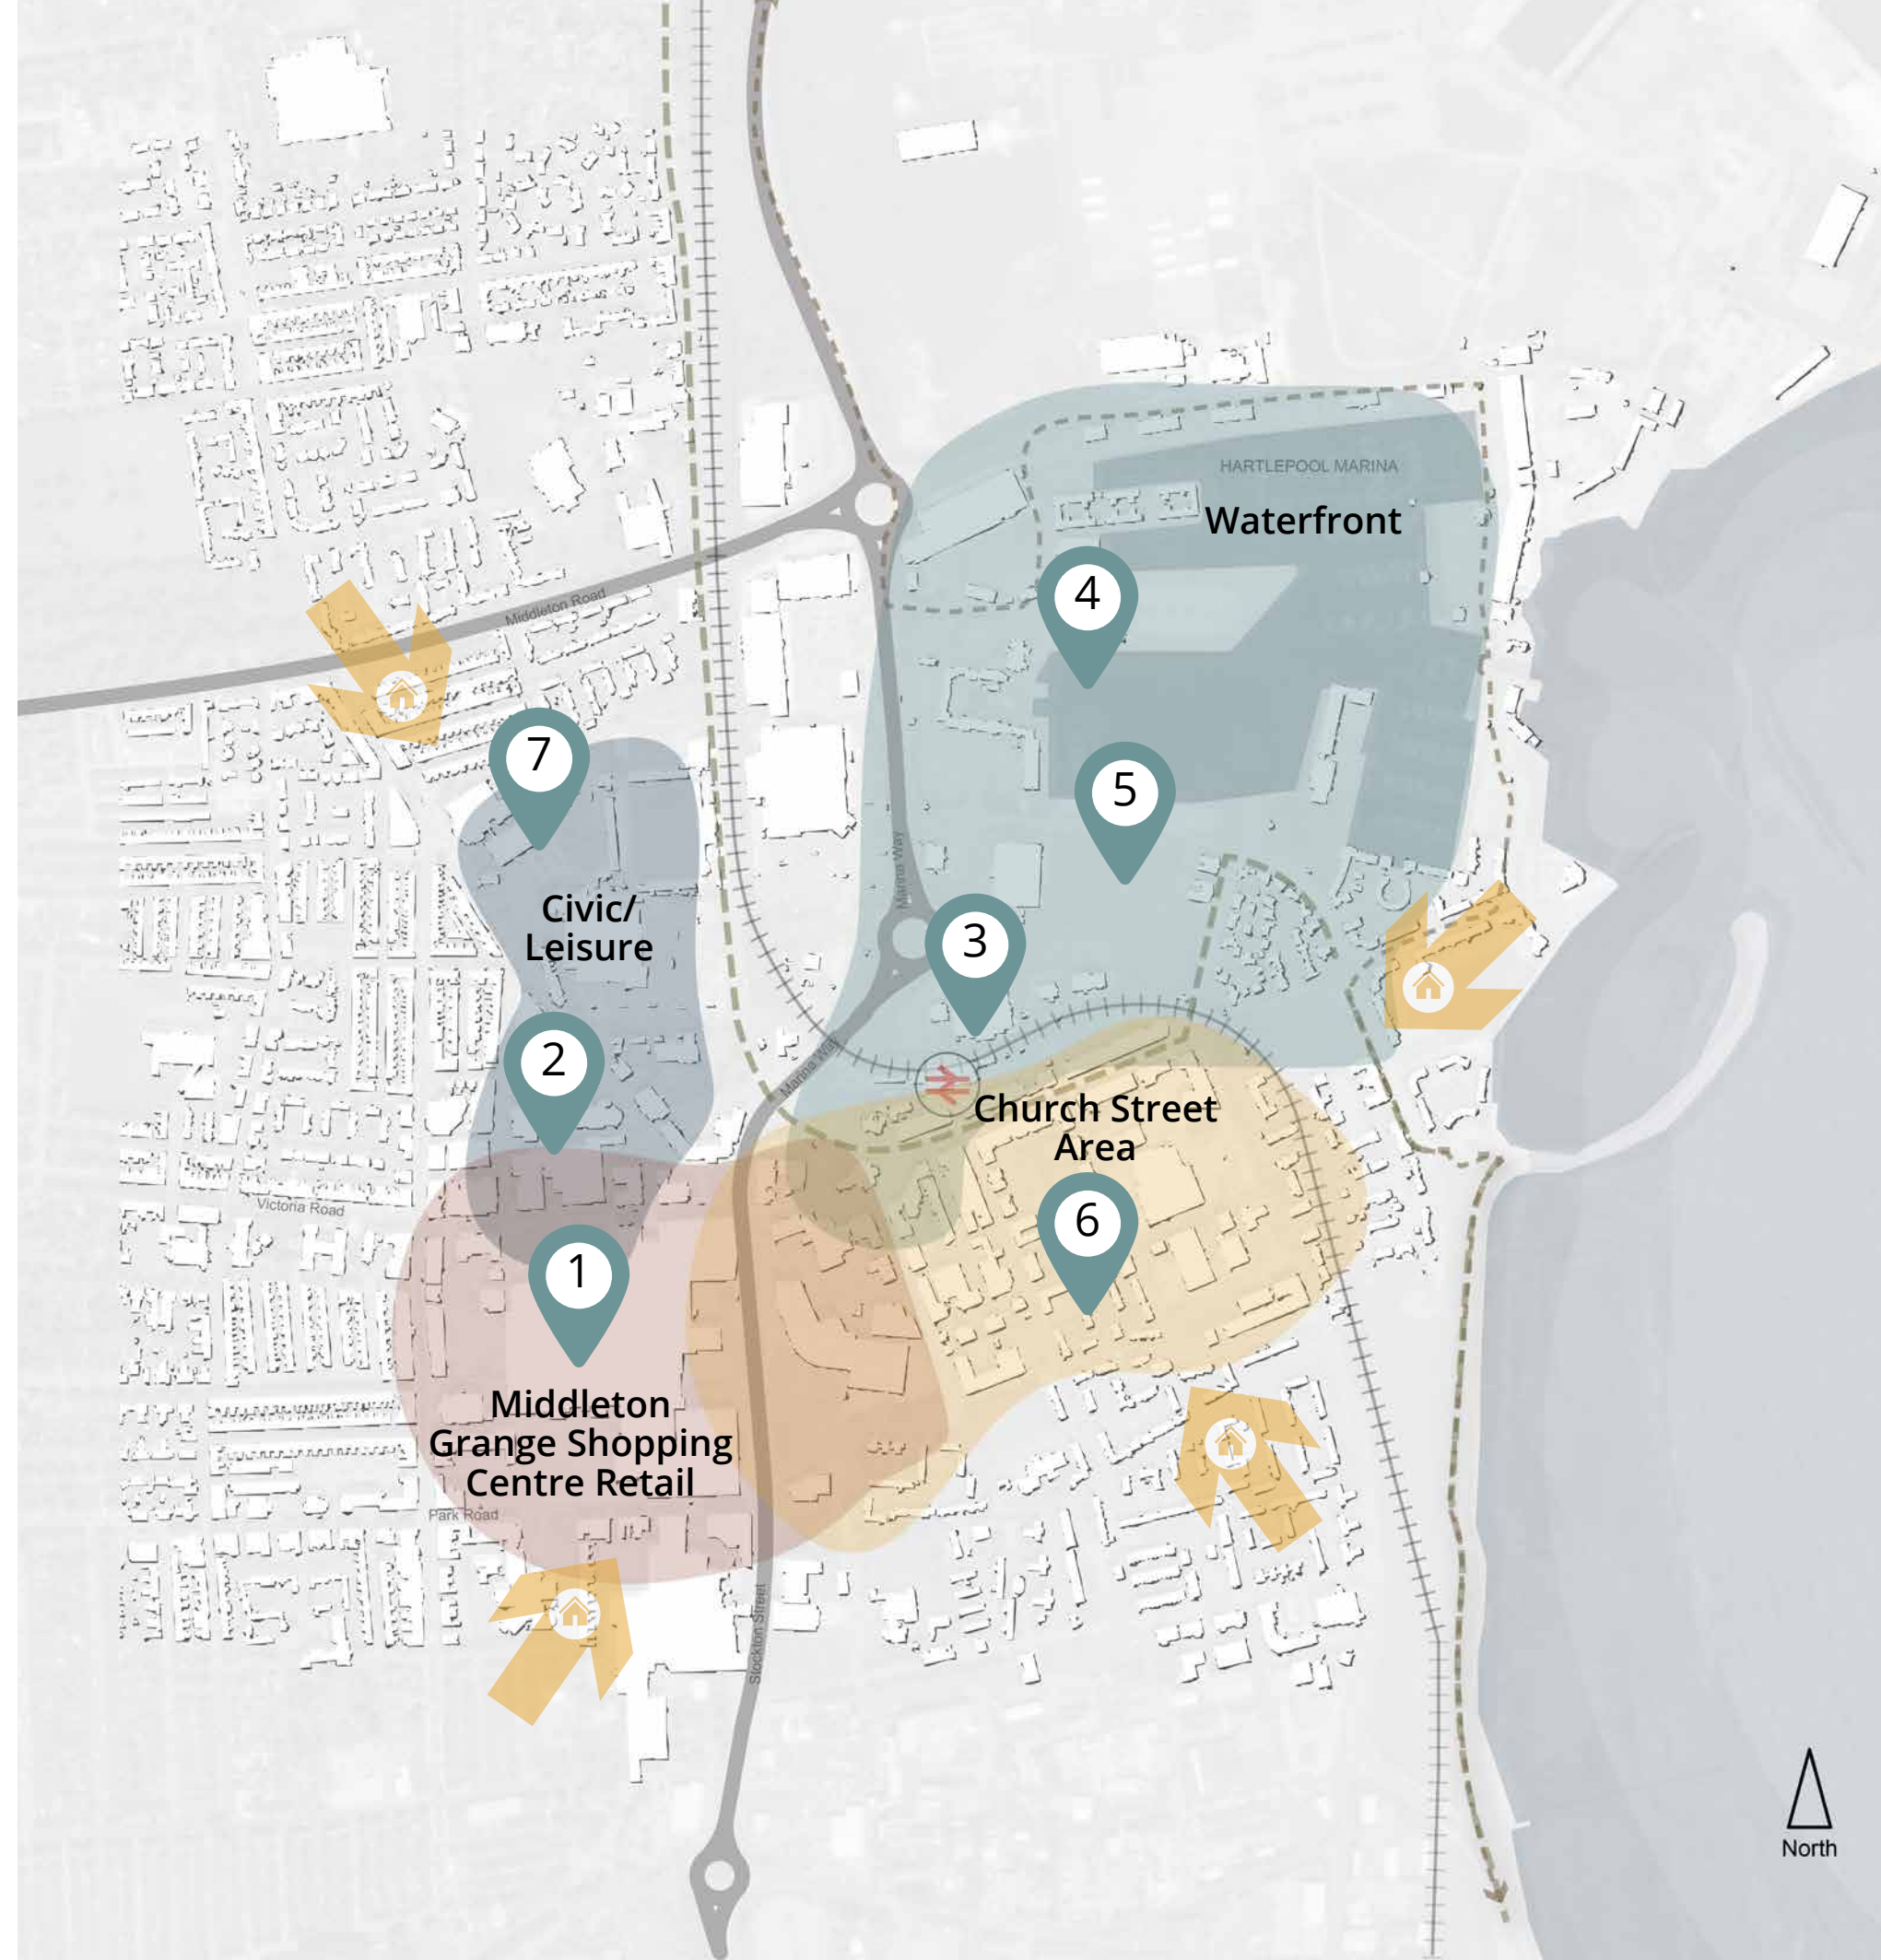 HARTLEPOOL MARINA
Waterfront
4
Middleton Road
7
5
Marina Way
Civic/
Leisure
3
2
Marina Way
Church Street
Area
6
Victoria Road
1
Middleton
Grange Shopping
Centre Retail
Park Road
Stockton Street
North